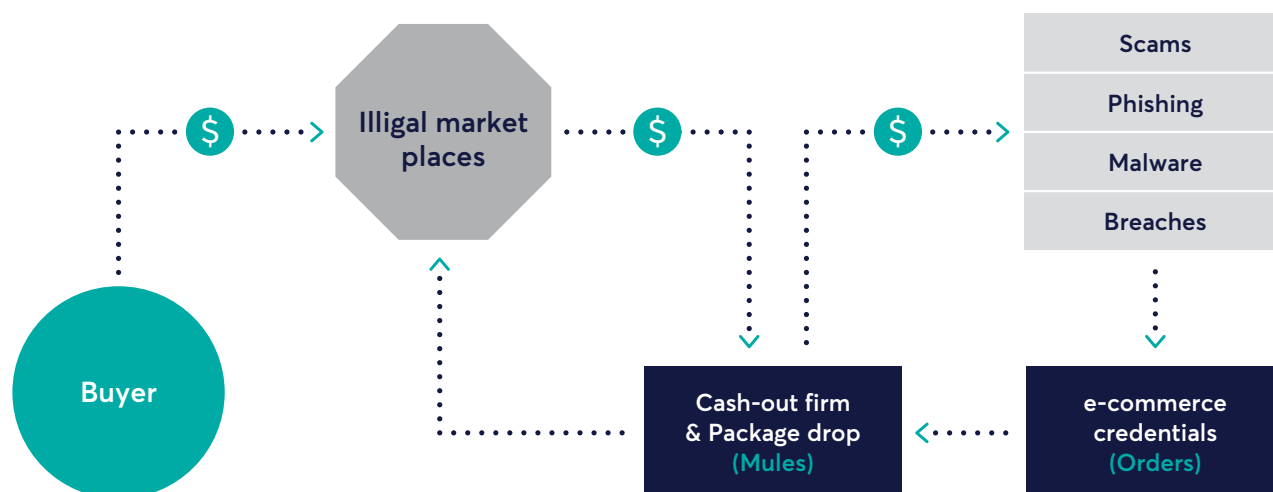 $
Illigal market
places
$
$
Scams
Phishing
Malware
Breaches
Buyer
Cash-out firm
& Package drop
(Mules)
e-commerce
credentials
(Orders)